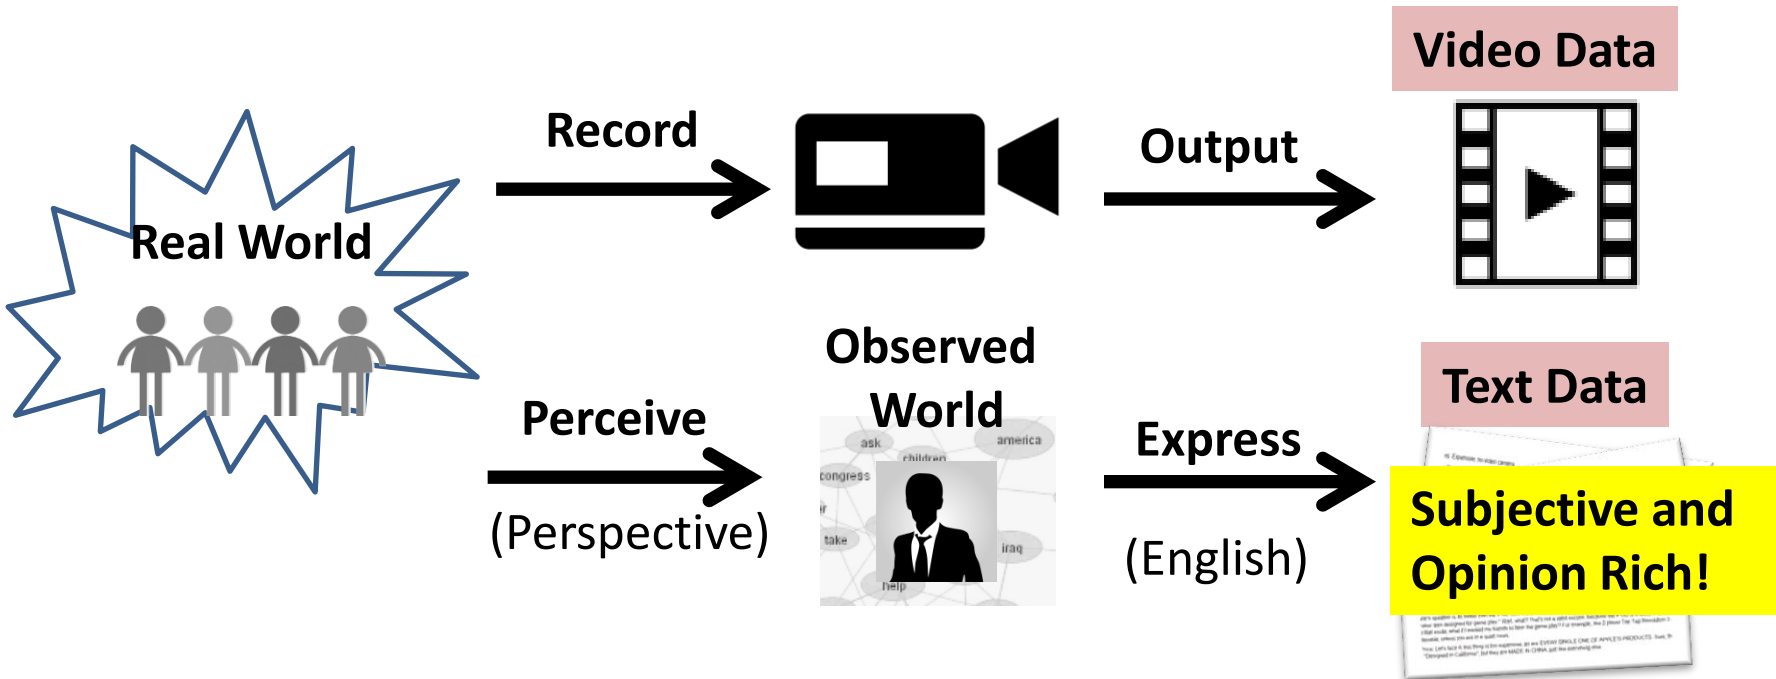 Video Data
Record
Output
Real World
Observed
World
Text Data
Perceive
Express
(Perspective)
(English)
ask
america
children
congress
take
iraq
help
Subjective and
Opinion Rich!